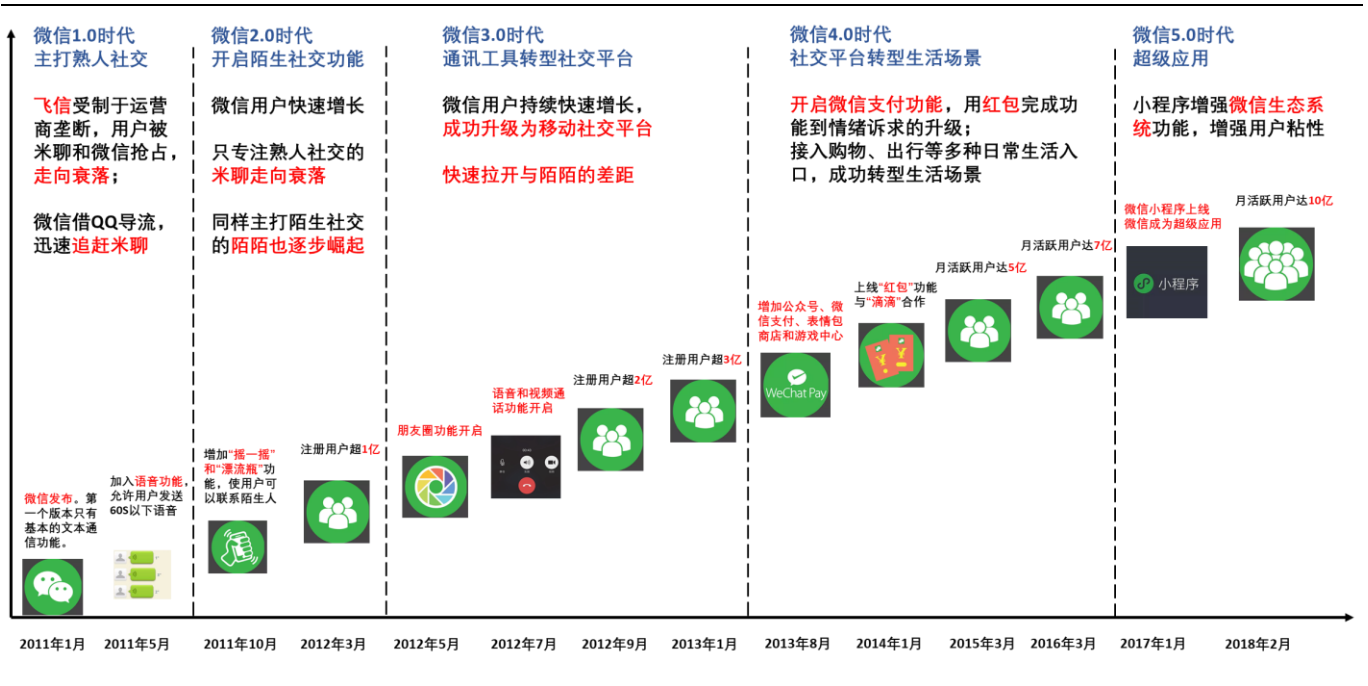 微信1.0时代
主打熟人社交
飞信受制于运营
商垄断，用户被
米聊和微信抢占，
走向衰落；
微信借QQ导流，
迅速追赶米聊
微信2.0时代
开启陌生社交功能
微信用户快速增长
只专注熟人社交的
米聊走向衰落
同样主打陌生社交
的陌陌也逐步崛起
微信3.0时代
通讯工具转型社交平台
微信用户持续快速增长，
成功升级为移动社交平台
快速拉开与陌陌的差距
微信4.0时代
社交平台转型生活场景
开启微信支付功能，用红包完成功
能到情绪诉求的升级；
接入购物、出行等多种日常生活入
口，成功转型生活场景
微信5.0时代
超级应用
小程序增强微信生态系
统功能，增强用户粘性
微信发布。第
一个版本只有
基本的文本通
信功能。
加入语音功能，
允许用户发送
60S以下语音
增加“摇一摇”
和“漂流瓶”功
能，使用户可
以联系陌生人
注册用户超1亿
朋友圈功能开启
语音和视频通
话功能开启
注册用户超2亿
注册用户超3亿
增加公众号、微
信支付、表情包
商店和游戏中心
WeChat Pay
上线“红包”功能
与“滴滴”合作
月活跃用户达5亿
月活跃用户达7亿
微信小程序上线
微信成为超级应用
小程序
月活跃用户达10亿
2011年1月
2011年5月
2011年10月
2012年3月
2012年5月
2012年7月
2012年9月
2013年1月
2013年8月
2014年1月
2015年3月
2016年3月
2017年1月
2018年2月